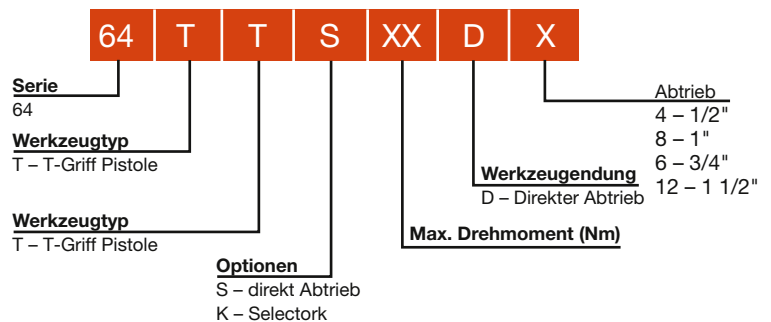 64 T T S XX D X
Serie
64
Werkzeugtyp
T – T-Griff Pistole
Werkzeugtyp
T – T-Griff Pistole
Optionen
S – direkt Abtrieb
K – Selectork
Max. Drehmoment (Nm)
Werkzeugendung
D – Direkter Abtrieb
Abtrieb
4 – 1/2"
8 – 1"
6 – 3/4"
12 – 1 1/2"